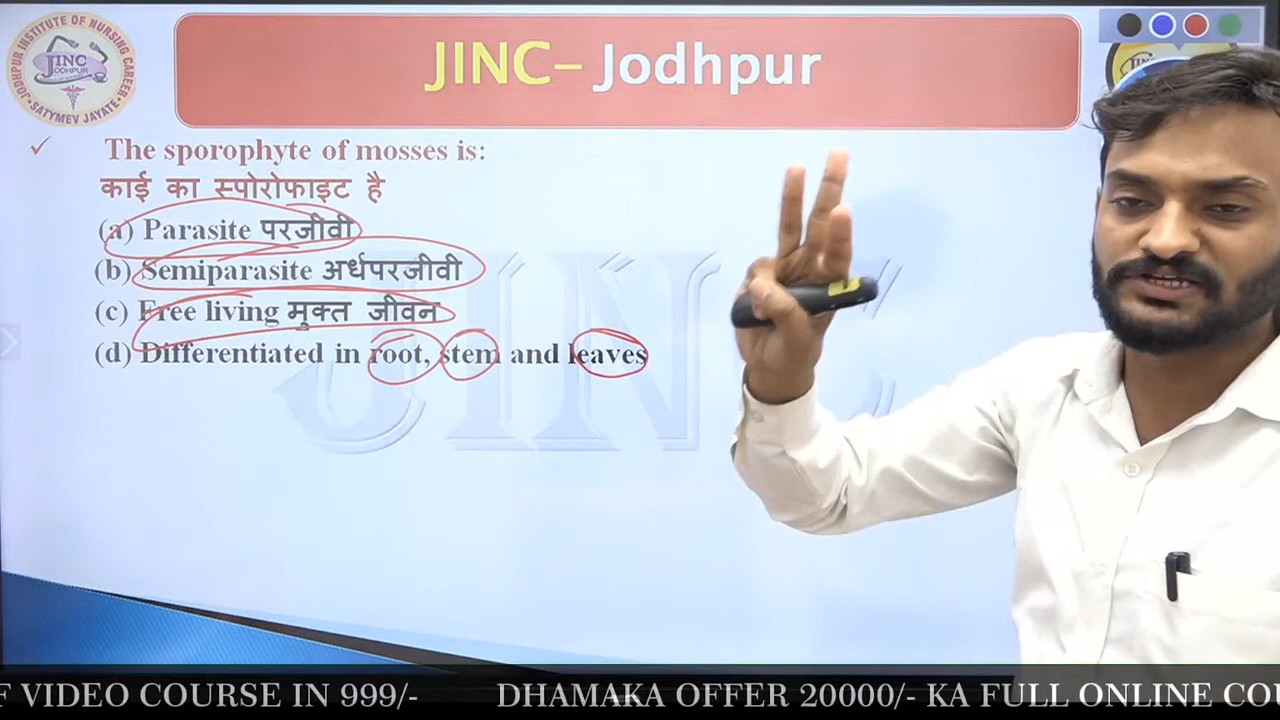 JODHPUR INSTITUTE OF NURSING CAREER
JINC
JODHPUR
SATYMEV JAYATE
JINC– Jodhpur
✓ The sporophyte of mosses is:
काई का स्पोरोफाइट है
(a) Parasite परजीवी
(b) Semiparasite अर्धपरजीवी
(c) Free living मुक्त जीवन
(d) Differentiated in root, stem and leaves
JINC
F VIDEO COURSE IN 999/- DHAMAKA OFFER 20000/- KA FULL ONLINE